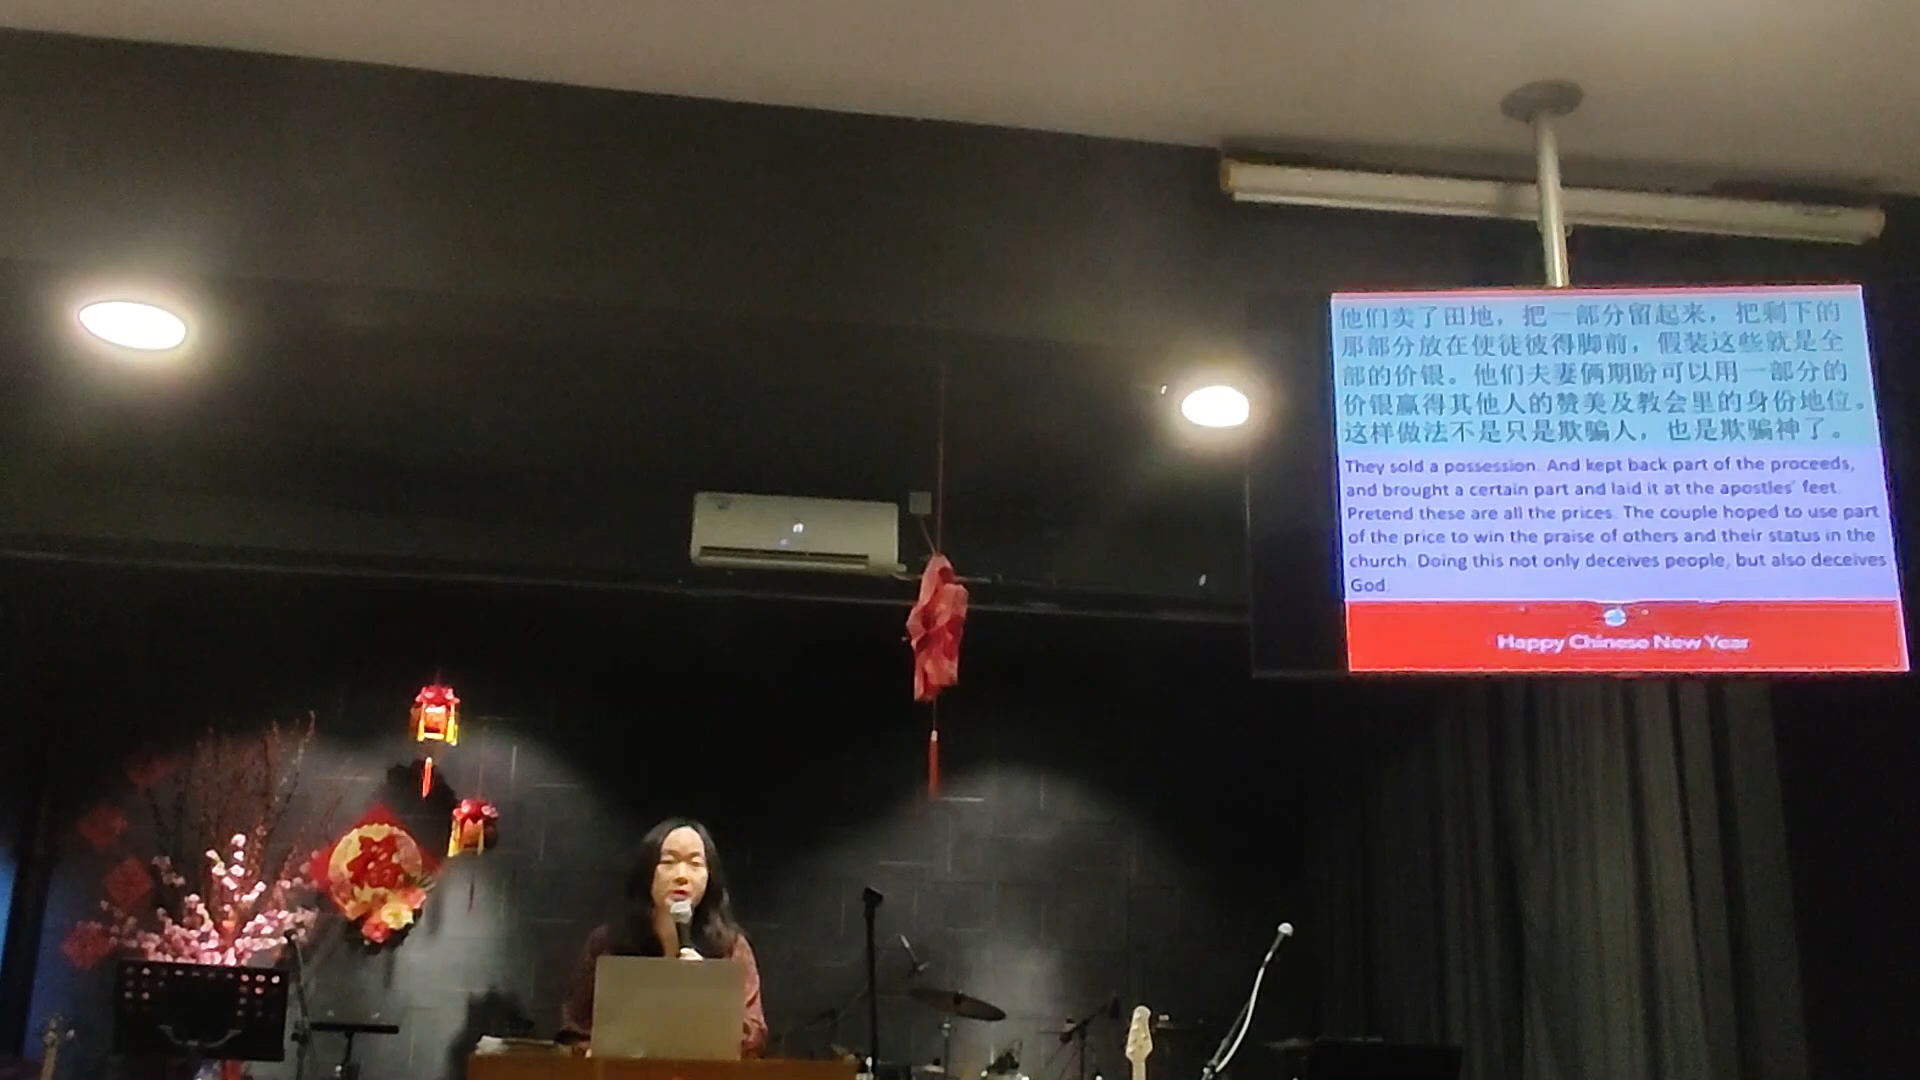 他们卖了田地，把一部分留起来，把剩下的
那部分放在使徒彼得脚前，假装这些就是全
部的价银。他们夫妻俩期盼可以用一部分的
价银赢得其他人的赞美及教会里的身份地位。
这样做法不是只是欺骗人，也是欺骗神了。
They sold a possession. And kept back part of the proceeds,
and brought a certain part and laid it at the apostles' feet.
Pretend these are all the prices. The couple hoped to use part
of the price to win the praise of others and their status in the
church. Doing this not only deceives people, but also deceives
God.
Happy Chinese New Year
福